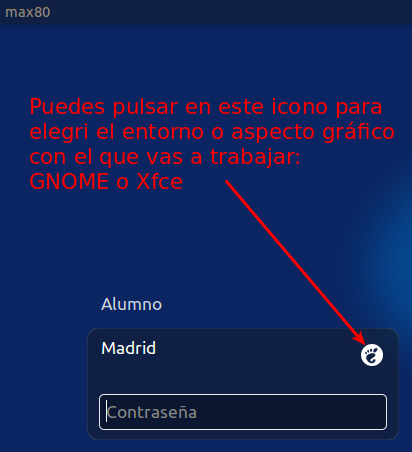 max80
Puedes pulsar en este icono para
elegri el entorno o aspecto gráfico
con el que vas a trabajar:
GNOME o Xfce
Alumno
Madrid
Contraseña